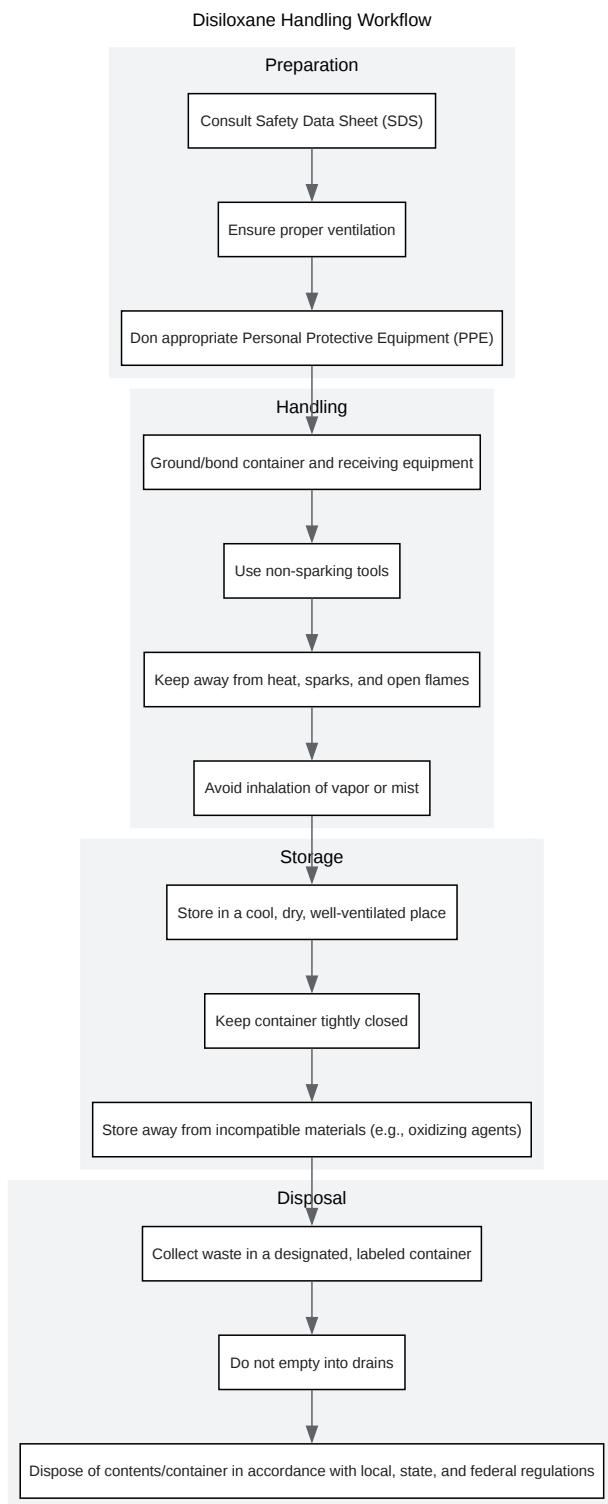 Disiloxane Handling Workflow
Preparation
Consult Safety Data Sheet (SDS)
Ensure proper ventilation
Don appropriate Personal Protective Equipment (PPE)
Handling
Ground/bond container and receiving equipment
Use non-sparking tools
Keep away from heat, sparks, and open flames
Avoid inhalation of vapor or mist
Storage
Store in a cool, dry, well-ventilated place
Keep container tightly closed
Store away from incompatible materials (e.g., oxidizing agents)
Disposal
Collect waste in a designated, labeled container
Do not empty into drains
Dispose of contents/container in accordance with local, state, and federal regulations